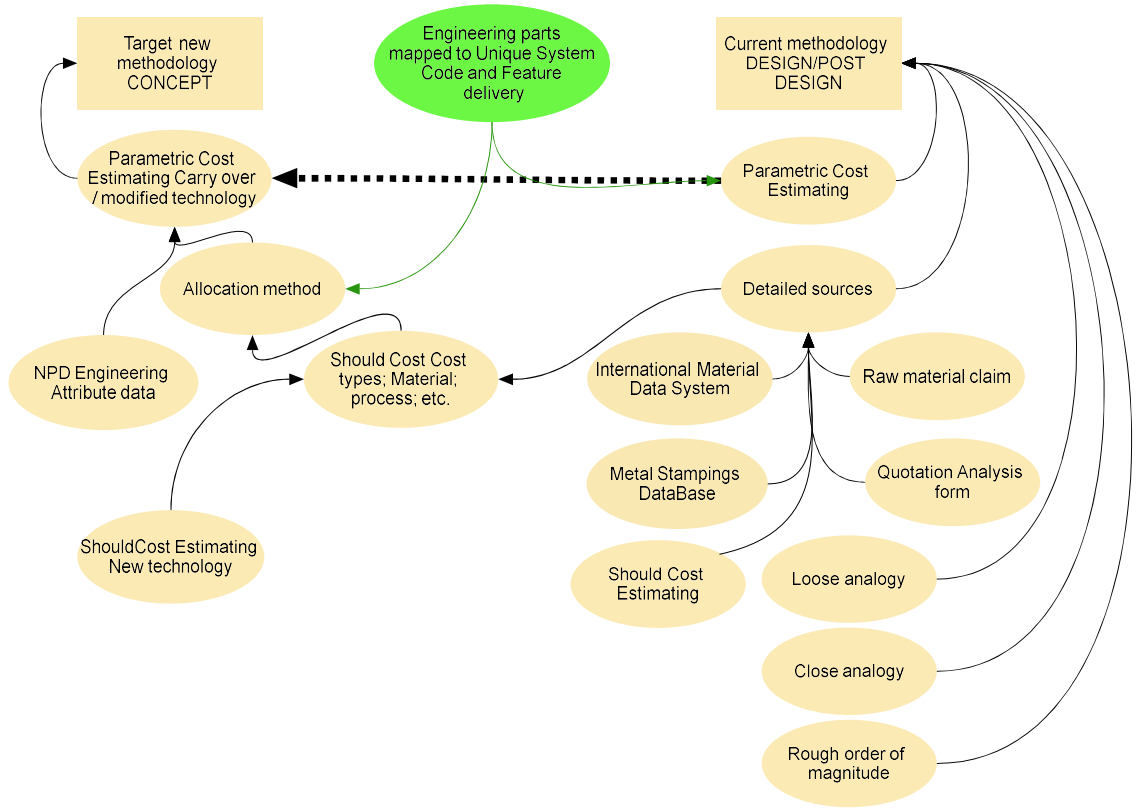 Target new
methodology
CONCEPT
Engineering parts
mapped to Unique System
Code and Feature
delivery
Current methodology
DESIGN/POST
DESIGN
Parametric Cost
Estimating Carry over
/ modified technology
Parametric Cost
Estimating
Allocation method
Detailed sources
NPD Engineering
Attribute data
Should Cost Cost
types; Material;
process; etc.
International Material
Data System
Raw material claim
Metal Stampings
DataBase
Quotation Analysis
form
ShouldCost Estimating
New technology
Should Cost
Estimating
Loose analogy
Close analogy
Rough order of
magnitude